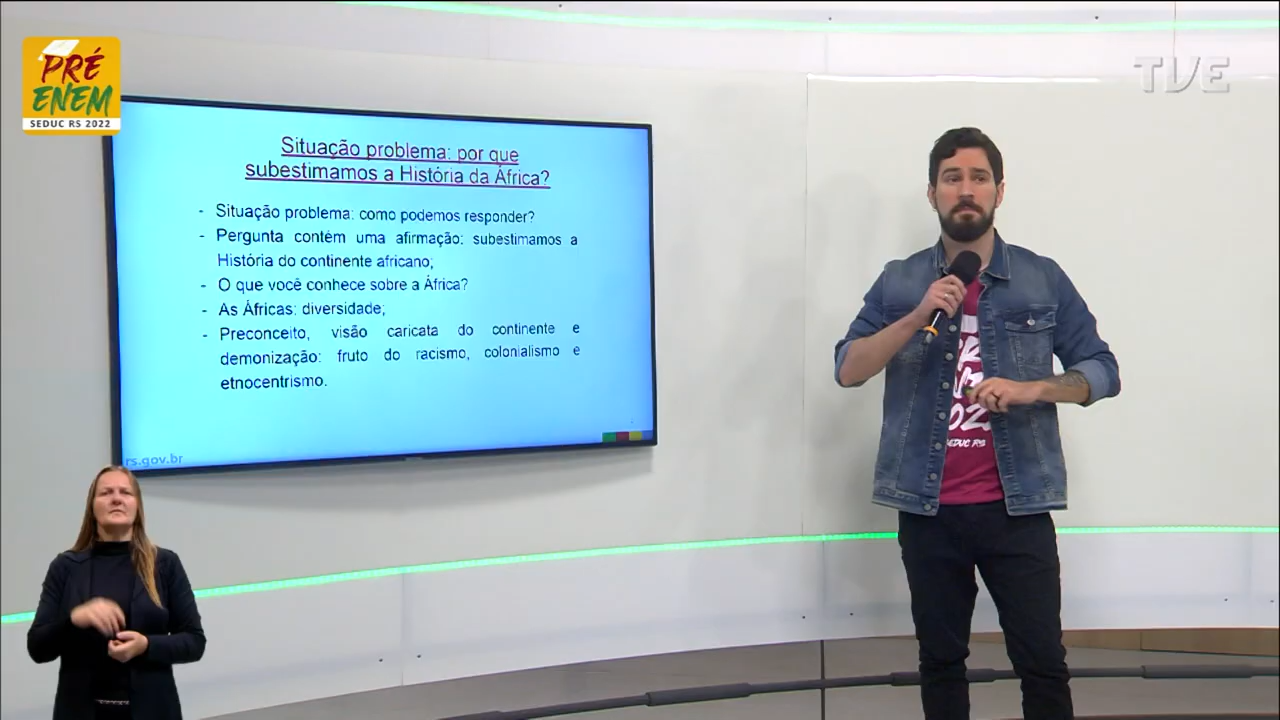 PRÉ
ENEM
SEDUC RS 2022
TVE
Situação problema: por que
subestimamos a História da África?
- Situação problema: como podemos responder?
- Pergunta contém uma afirmação: subestimamos a
História do continente africano;
- O que você conhece sobre a África?
- As Áfricas: diversidade;
- Preconceito, visão caricata do continente e
demonização: fruto do racismo, colonialismo e
etnocentrismo.
rs.gov.br
SEDUC RS